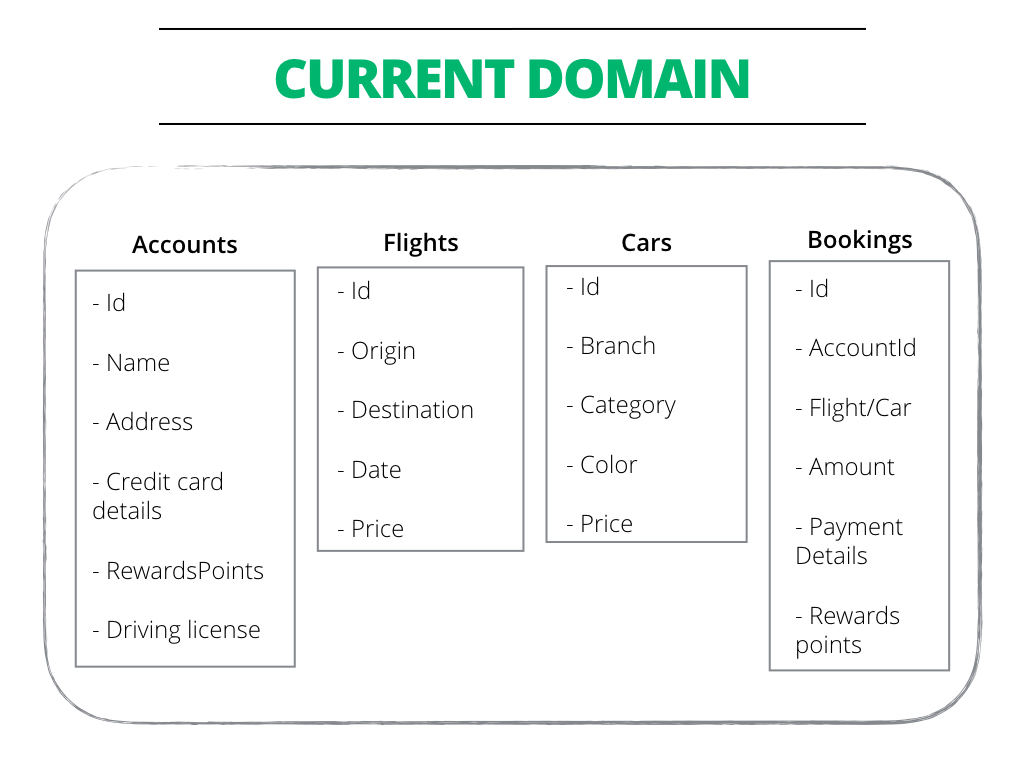 CURRENT DOMAIN
Accounts
- Id
- Name
- Address
- Credit card
details
- RewardsPoints
- Driving license
Flights
- Id
- Origin
- Destination
- Date
- Price
Cars
- Id
- Branch
- Category
- Color
- Price
Bookings
- Id
- AccountId
- Flight/Car
- Amount
- Payment
Details
- Rewards
points